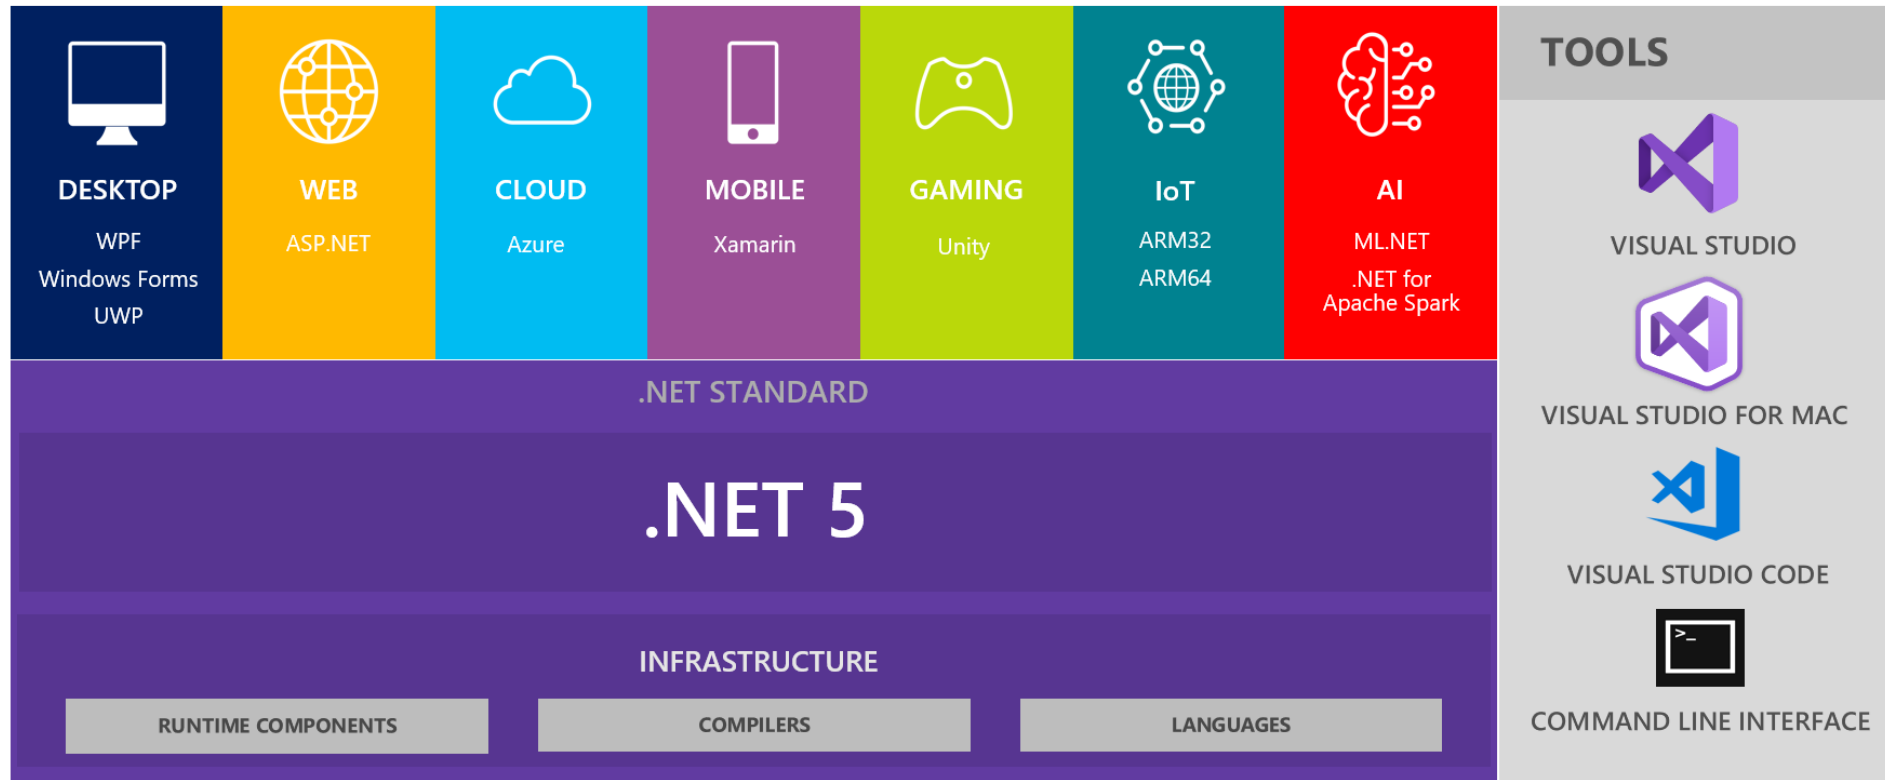 DESKTOP
WPF
Windows Forms
UWP
WEB
ASP.NET
CLOUD
Azure
MOBILE
Xamarin
GAMING
Unity
IoT
ARM32
ARM64
AI
ML.NET
.NET for
Apache Spark
.NET STANDARD
.NET 5
INFRASTRUCTURE
RUNTIME COMPONENTS
COMPILERS
LANGUAGES
TOOLS
VISUAL STUDIO
VISUAL STUDIO FOR MAC
VISUAL STUDIO CODE
>_
COMMAND LINE INTERFACE